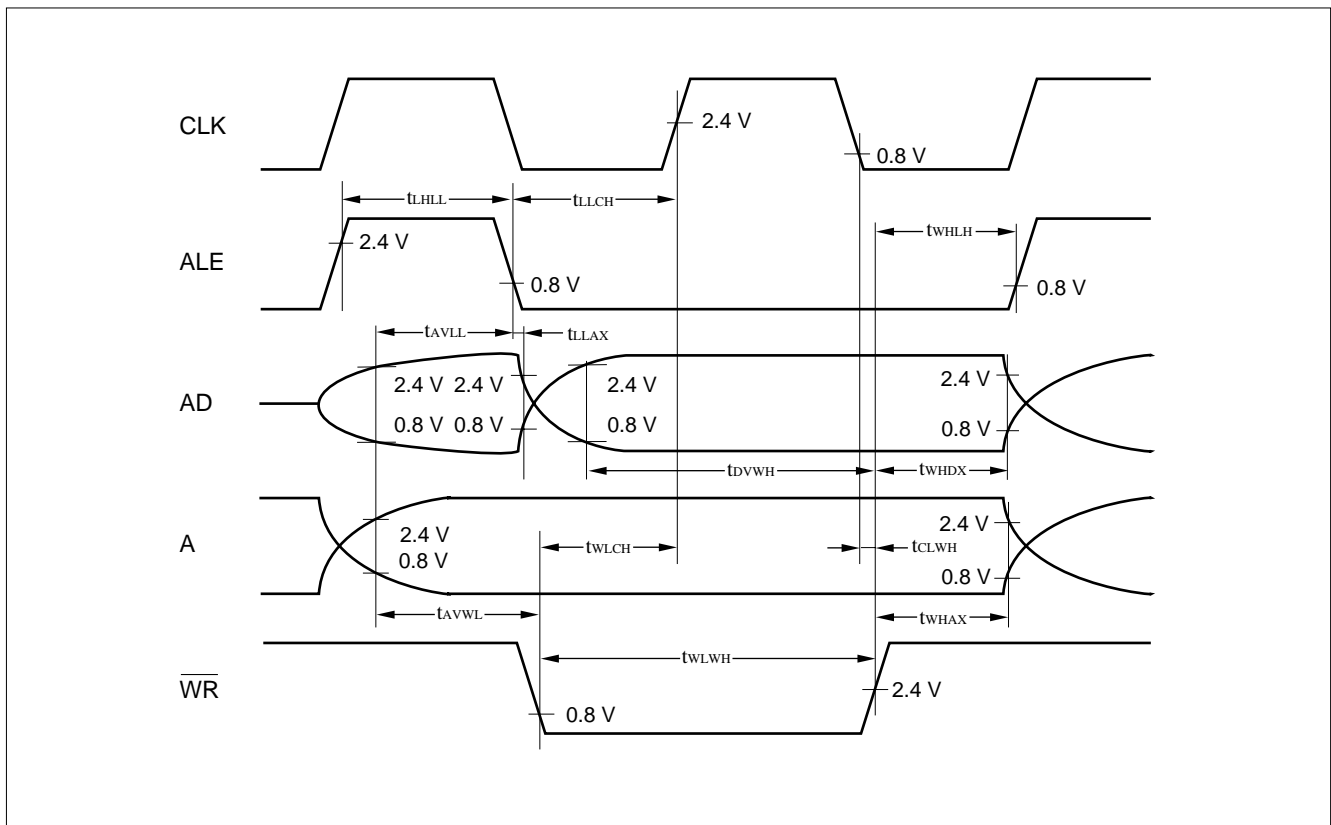 CLK
2.4 V
0.8 V
tLHLL
tLLCH
tWHLH
ALE
2.4 V
0.8 V
0.8 V
tAVLL
tLLAX
AD
2.4 V 2.4 V
2.4 V
2.4 V
0.8 V 0.8 V
0.8 V
0.8 V
tDVWH
tWHDX
A
2.4 V
0.8 V
tWLCH
2.4 V
tCLWH
0.8 V
tAVWL
tWHAX
tWLWH
WR
0.8 V
2.4 V